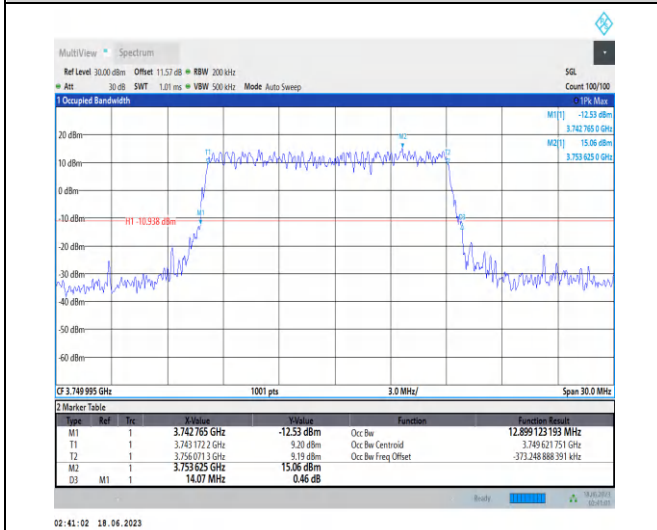 MultiView Spectrum
Ref Level 30.00 dBm Offset 11.57 dB RBW 200 kHz SGL
Att 30 dB SWT 1.01 ms VBW 500 kHz Mode Auto Sweep Count 100/100
1 Occupied Bandwidth 1Pk Max
M1[1] -12.53 dBm
3.742 765 0 GHz
M2[1] 15.06 dBm
3.753 625 0 GHz
20 dBm
M2
T1 T2
10 dBm
0 dBm
M1
-10 dBm
H1 -10.938 dBm
D3
-20 dBm
-30 dBm
-40 dBm
-50 dBm
-60 dBm
CF 3.749 995 GHz 1001 pts 3.0 MHz/ Span 30.0 MHz
2 Marker Table
Type Ref Trc X-Value Y-Value Function Function Result
M1 1 3.742 765 GHz -12.53 dBm Occ Bw 12.899 123 193 MHz
T1 1 3.743 172 2 GHz 9.20 dBm Occ Bw Centroid 3.749 621 751 GHz
T2 1 3.756 071 3 GHz 9.19 dBm Occ Bw Freq Offset -373.248 888 391 kHz
M2 1 3.753 625 GHz 15.06 dBm
D3 M1 1 14.07 MHz 0.46 dB
Ready 18.06.2023
02:41:02 18.06.2023